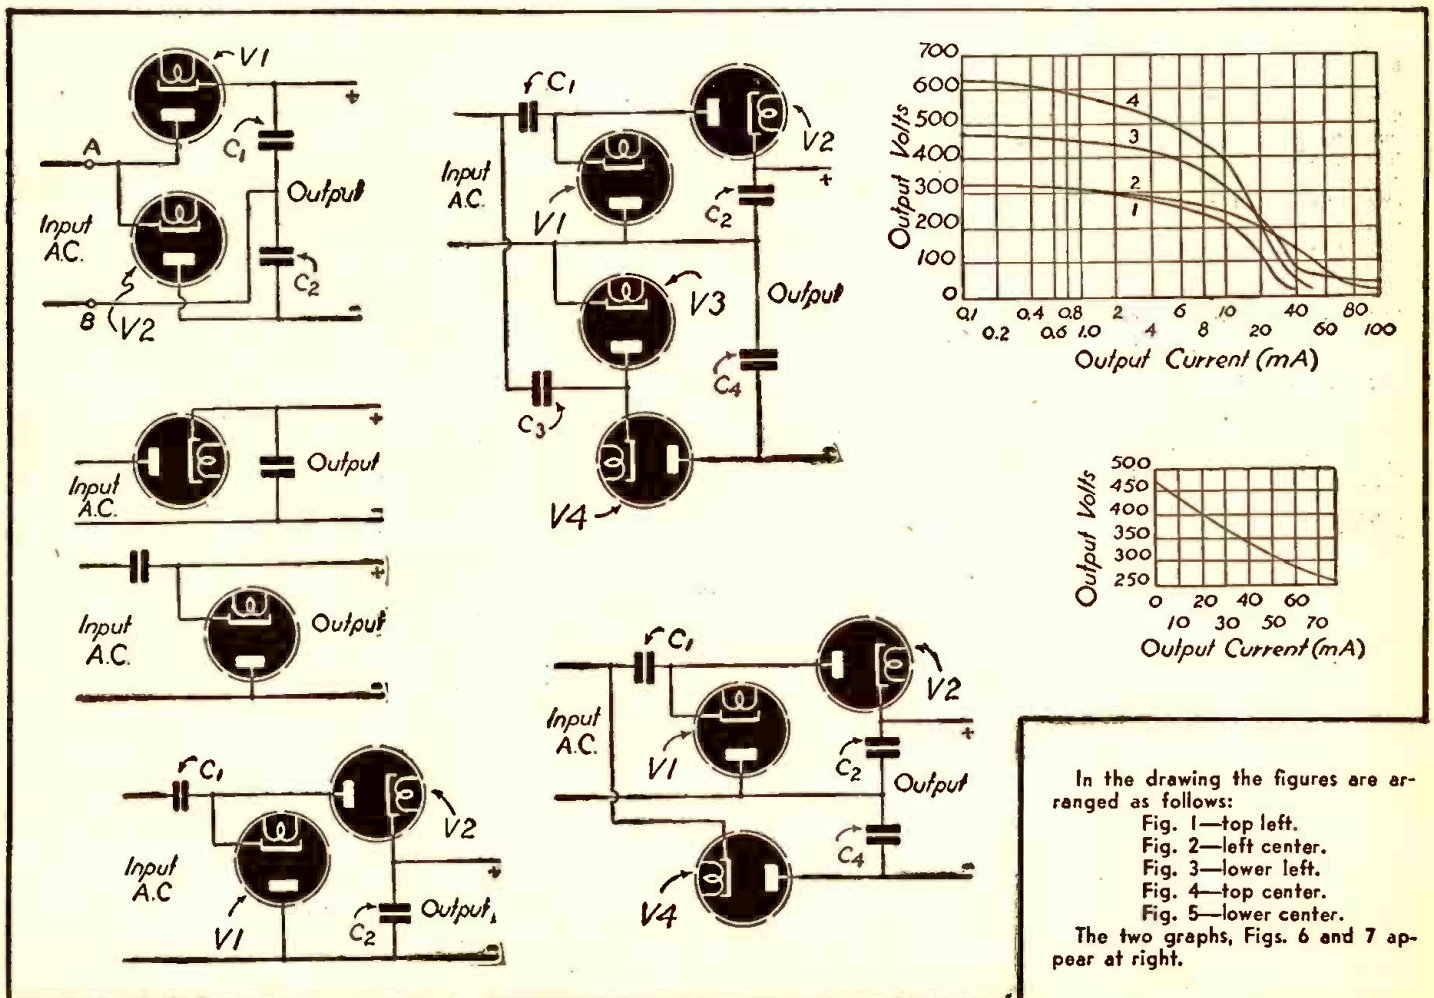 V1
C1
+
A
Output
Input
A.C.
C2
B
V2
-
+
Input
A.C.
Output
-
+
Input
A.C.
Output
-
C1
V2
Input
A.C
+
V1
C2
Output
-
C1
V2
Input
A.C.
V1
+
C2
V3
Output
C3
C4
V4
-
C1
V2
Input
A.C.
V1
+
C2
Output
C4
V4
-
Output Volts
700
600
500
400
300
200
100
0
4
3
2
1
0,1 0,4 0,8 2 6 10 40 80
0.2 0,6 1.0 4 8 20 60 100
Output Current (mA)
Output Volts
500
450
400
350
300
250
0 20 40 60
10 30 50 70
Output Current (mA)
In the drawing the figures are ar-
ranged as follows:
Fig. 1—top left.
Fig. 2—left center.
Fig. 3—lower left.
Fig. 4—top center.
Fig. 5—lower center.
The two graphs, Figs. 6 and 7 ap-
pear at right.